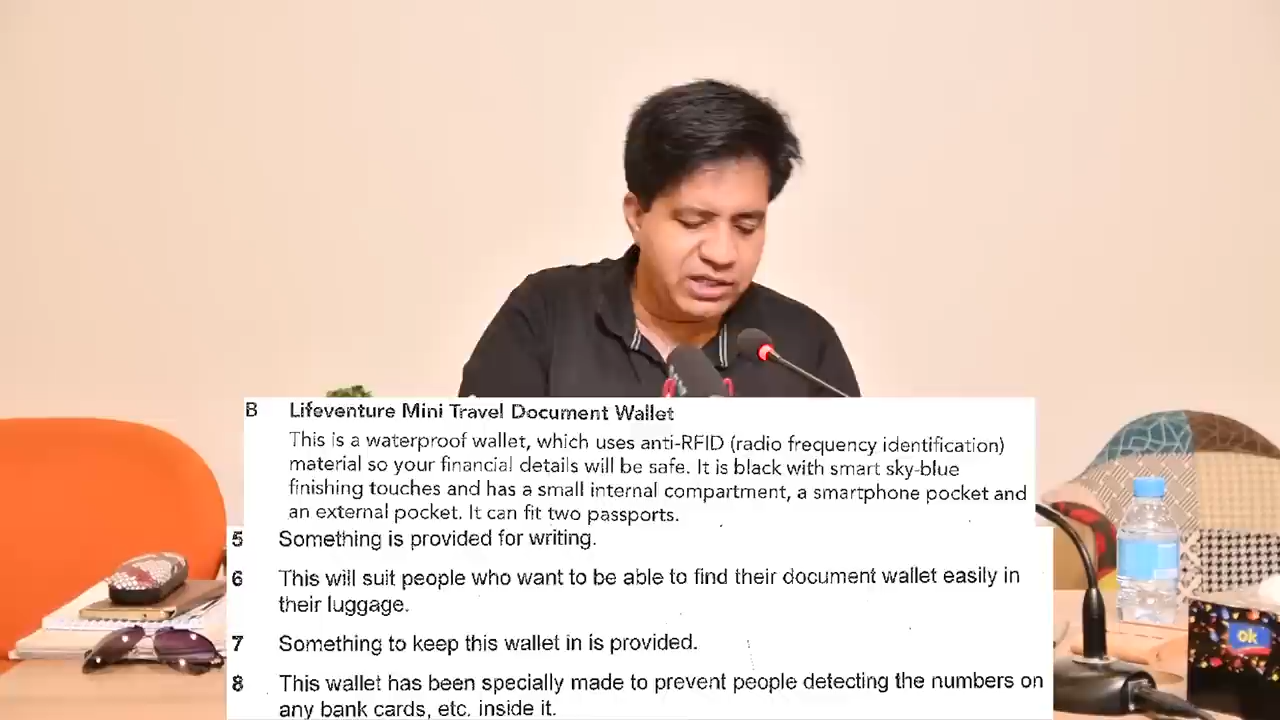 B Lifeventure Mini Travel Document Wallet
This is a waterproof wallet, which uses anti-RFID (radio frequency identification)
material so your financial details will be safe. It is black with smart sky-blue
finishing touches and has a small internal compartment, a smartphone pocket and
an external pocket. It can fit two passports.
5 Something is provided for writing.
6 This will suit people who want to be able to find their document wallet easily in
their luggage.
7 Something to keep this wallet in is provided.
8 This wallet has been specially made to prevent people detecting the numbers on
any bank cards, etc. inside it.
ok